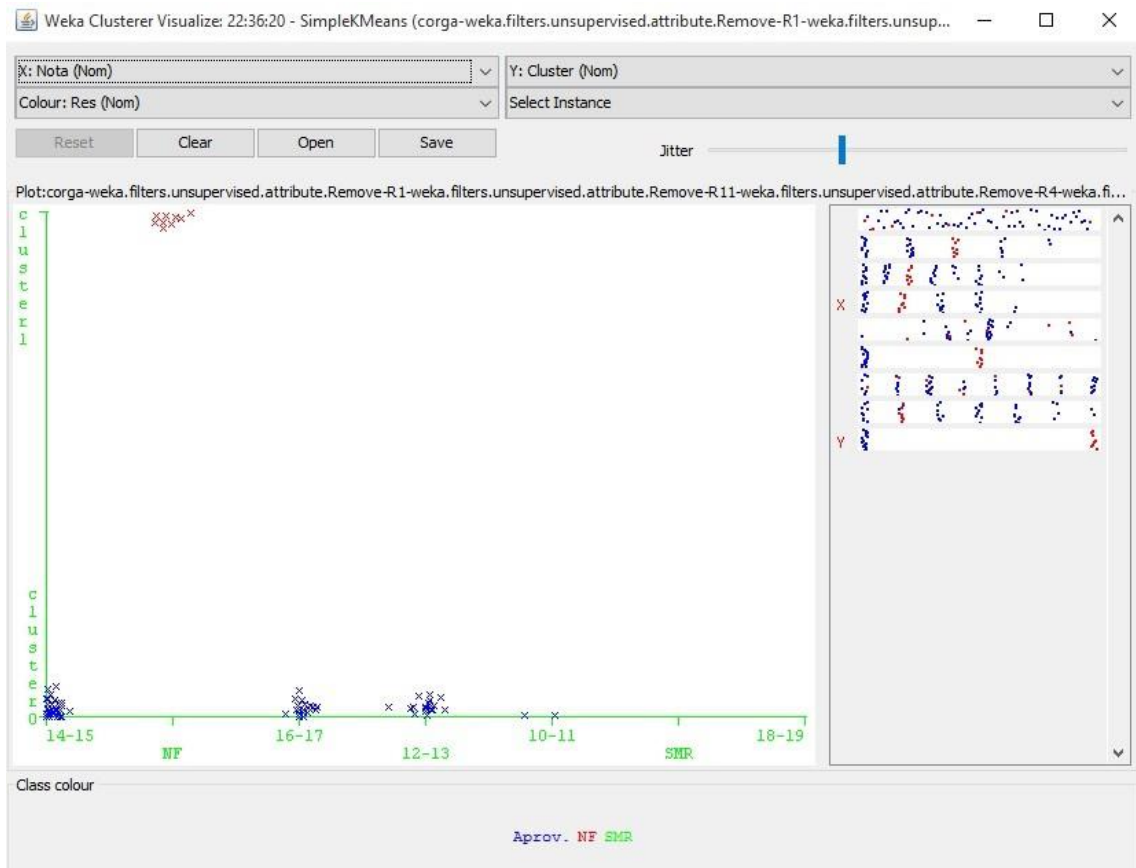 Weka Clusterer Visualize: 22:36:20 - SimpleKMeans (corga-weka.filters.unsupervised.attribute.Remove-R1-weka.filters.unsup...
X: Nota (Nom)
Y: Cluster (Nom)
Colour: Res (Nom)
Select Instance
Reset
Clear
Open
Save
Jitter
Plot:corga-weka.filters.unsupervised.attribute.Remove-R1-weka.filters.unsupervised.attribute.Remove-R11-weka.filters.unsupervised.attribute.Remove-R4-weka.fi...
cluster1
cluster0
X
Y
14-15
16-17
10-11
18-19
NF
12-13
SMR
Class colour
Aprov. NF SMR